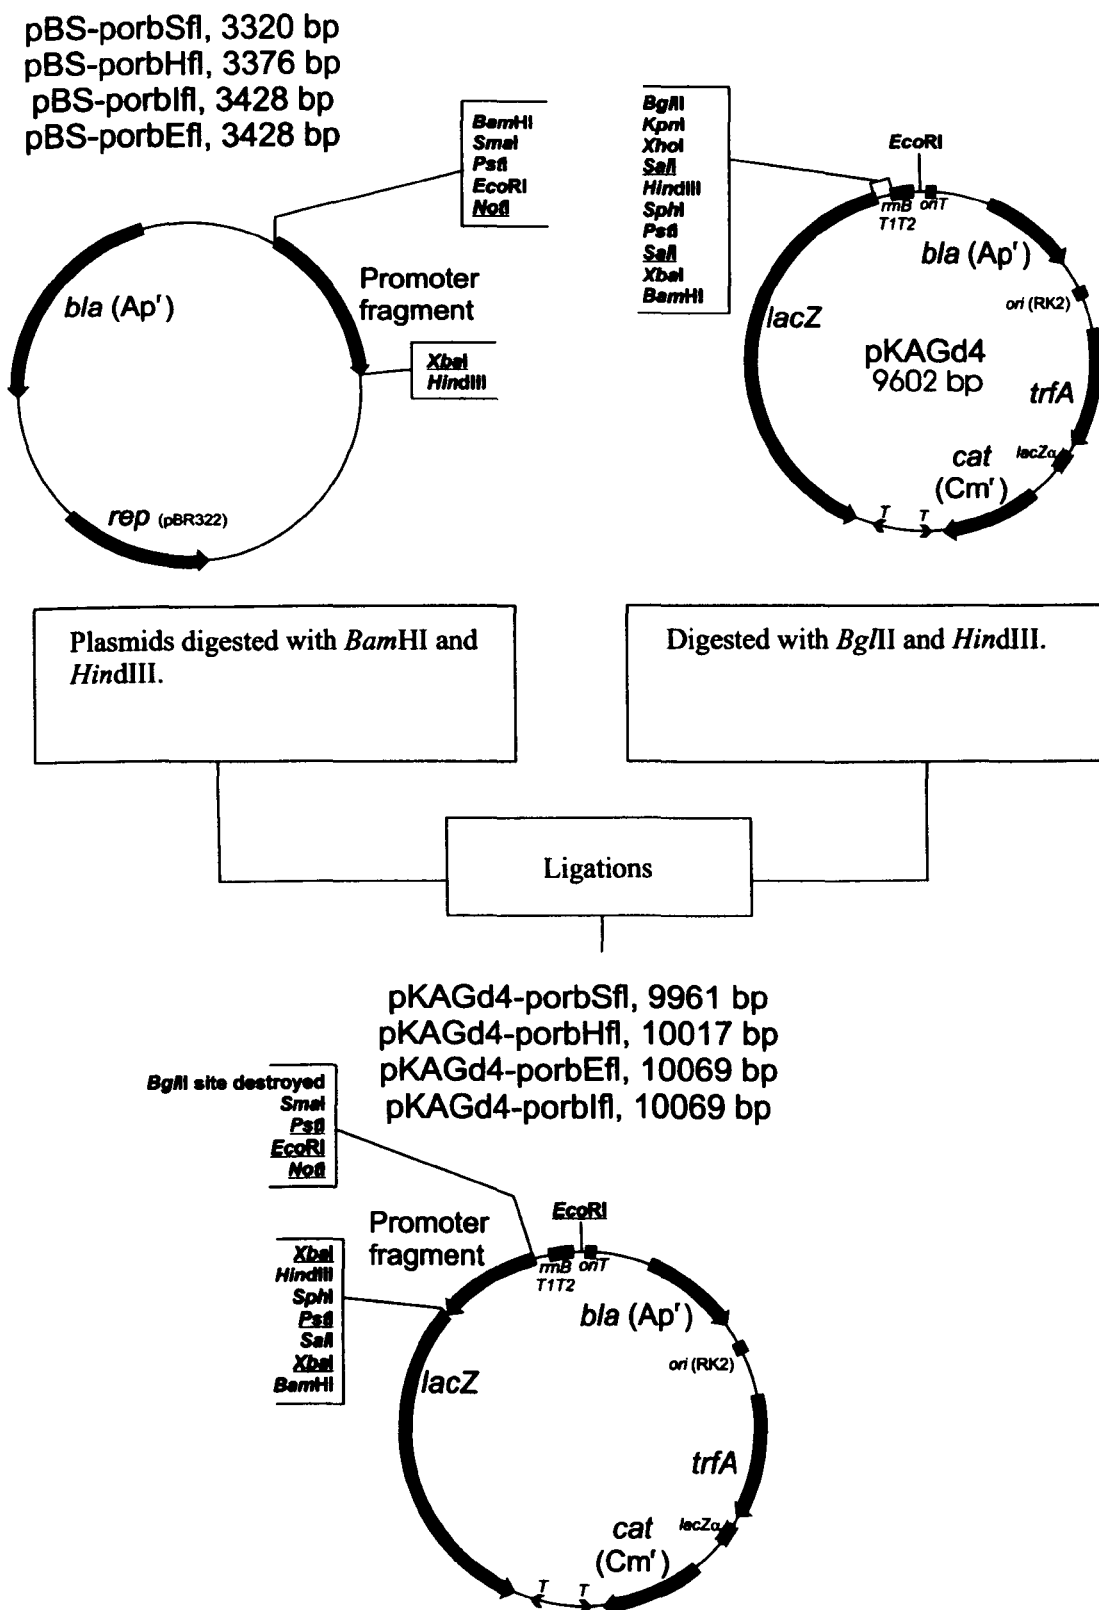 pBS-porbSfl, 3320 bp
pBS-porbHfl, 3376 bp
pBS-porbIfl, 3428 bp
pBS-porbEfl, 3428 bp
BamHI
SmaI
PstI
EcoRI
NotI
bla (Apʳ)
Promoter
fragment
XbaI
HindIII
rep (pBR322)
BglII
KpnI
XhoI
SalI
HindIII
SphI
PstI
SalI
XbaI
BamHI
EcoRI
rrnB
T1T2
oriT
bla (Apʳ)
ori (RK2)
lacZ
pKAGd4
9602 bp
trfA
lacZα
cat
(Cmʳ)
T
T
Plasmids digested with BamHI and
HindIII.
Digested with BglII and HindIII.
Ligations
pKAGd4-porbSfl, 9961 bp
pKAGd4-porbHfl, 10017 bp
pKAGd4-porbEfl, 10069 bp
pKAGd4-porbIfl, 10069 bp
BglII site destroyed
SmaI
PstI
EcoRI
NotI
Promoter
fragment
EcoRI
XbaI
HindIII
SphI
PstI
SalI
XbaI
BamHI
rrnB
T1T2
oriT
bla (Apʳ)
ori (RK2)
lacZ
trfA
lacZα
cat
(Cmʳ)
T
T